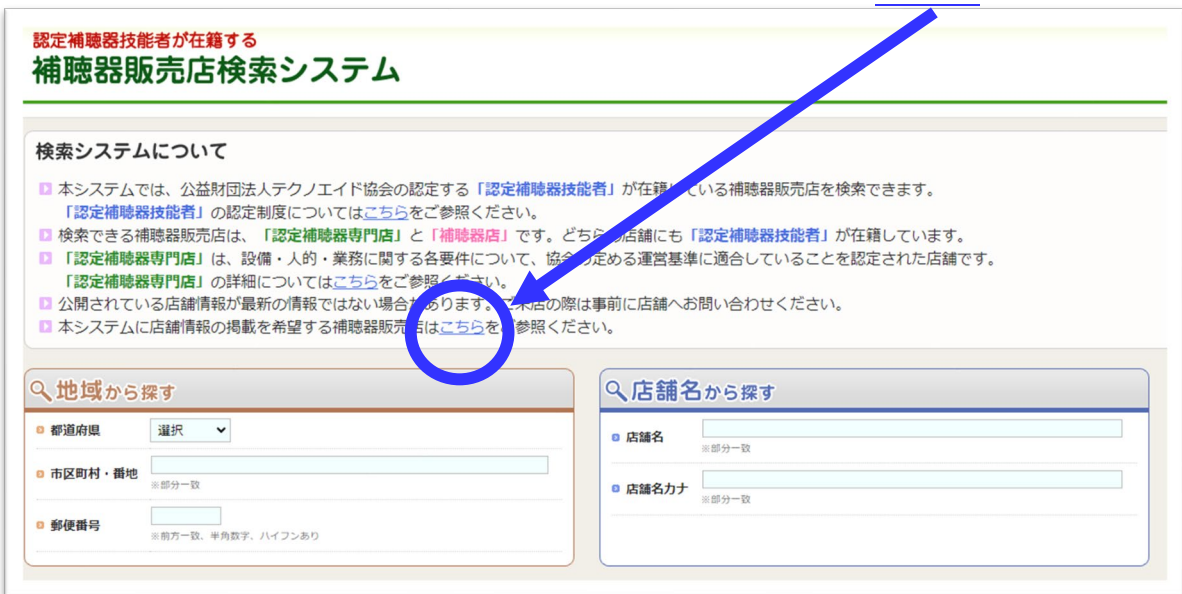 認定補聴器技能者が在籍する
補聴器販売店検索システム
検索システムについて
本システムでは、公益財団法人テクノエイド協会の認定する「認定補聴器技能者」が在籍している補聴器販売店を検索できます。
「認定補聴器技能者」の認定制度についてはこちらをご参照ください。
検索できる補聴器販売店は、「認定補聴器専門店」と「補聴器店」です。どちらの店舗にも「認定補聴器技能者」が在籍しています。
「認定補聴器専門店」は、設備・人的・業務に関する各要件について、協会の定める運営基準に適合していることを認定された店舗です。
「認定補聴器専門店」の詳細についてはこちらをご参照ください。
公開されている店舗情報が最新の情報ではない場合があります。ご来店の際は事前に店舗へお問い合わせください。
本システムに店舗情報の掲載を希望する補聴器販売店はこちらをご参照ください。
地域から探す
都道府県 選択
市区町村・番地
※部分一致
郵便番号
※前方一致、半角数字、ハイフンあり
店舗名から探す
店舗名
※部分一致
店舗名カナ
※部分一致